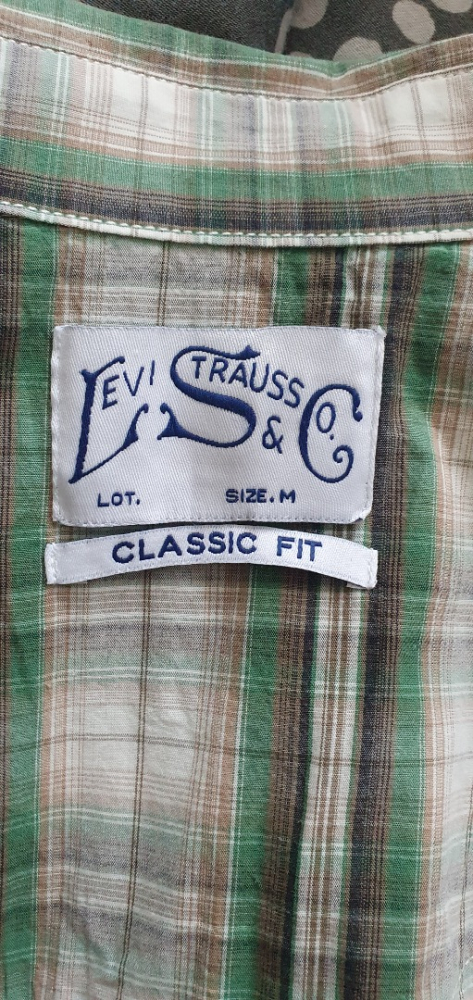 LEVI STRAUSS & Co.
LOT. SIZE. M
CLASSIC FIT